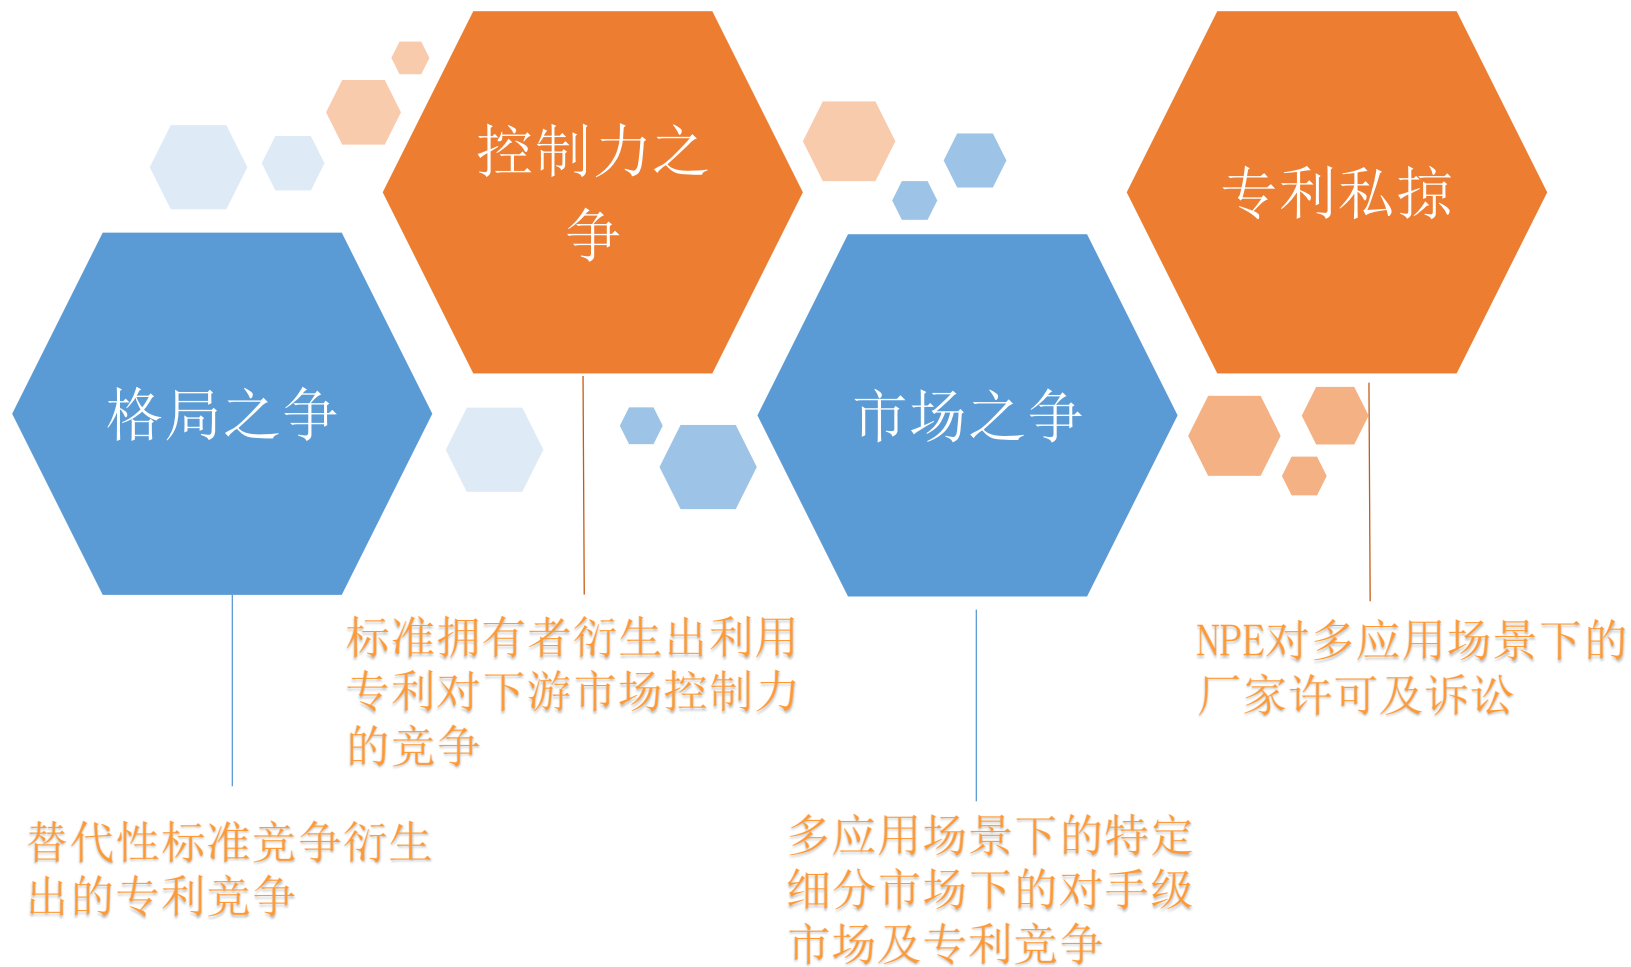 格局之争
替代性标准竞争衍生
出的专利竞争
控制力之
争
标准拥有者衍生出利用
专利对下游市场控制力
的竞争
市场之争
多应用场景下的特定
细分市场下的对手级
市场及专利竞争
专利私掠
NPE对多应用场景下的
厂家许可及诉讼